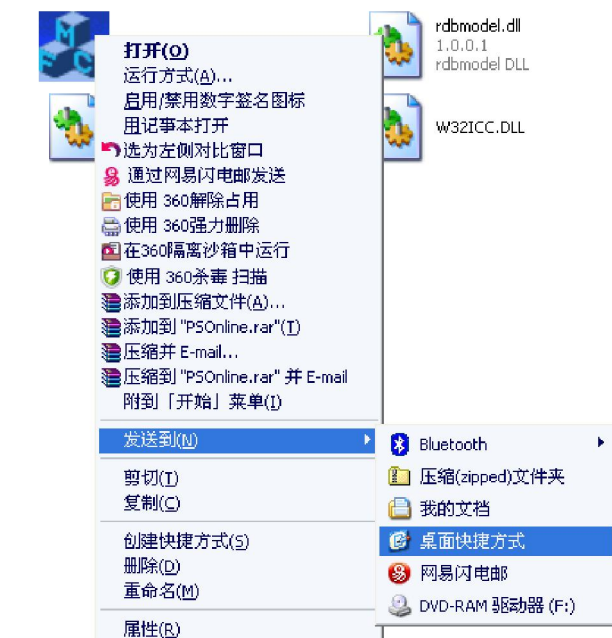 rdbmodel.dll
1.0.0.1
rdbmodel DLL
W32ICC.DLL
打开(O)
运行方式(A)...
启用/禁用数字签名图标
用记事本打开
选为左侧对比窗口
通过网易闪电邮发送
使用 360解除占用
使用 360强力删除
在360隔离沙箱中运行
使用 360杀毒 扫描
添加到压缩文件(A)...
添加到 "PSOnline.rar"(T)
压缩并 E-mail...
压缩到 "PSOnline.rar" 并 E-mail
附到「开始」菜单(I)
发送到(N)
剪切(T)
复制(C)
创建快捷方式(S)
删除(D)
重命名(M)
属性(R)
Bluetooth
压缩(zipped)文件夹
我的文档
桌面快捷方式
网易闪电邮
DVD-RAM 驱动器 (F:)